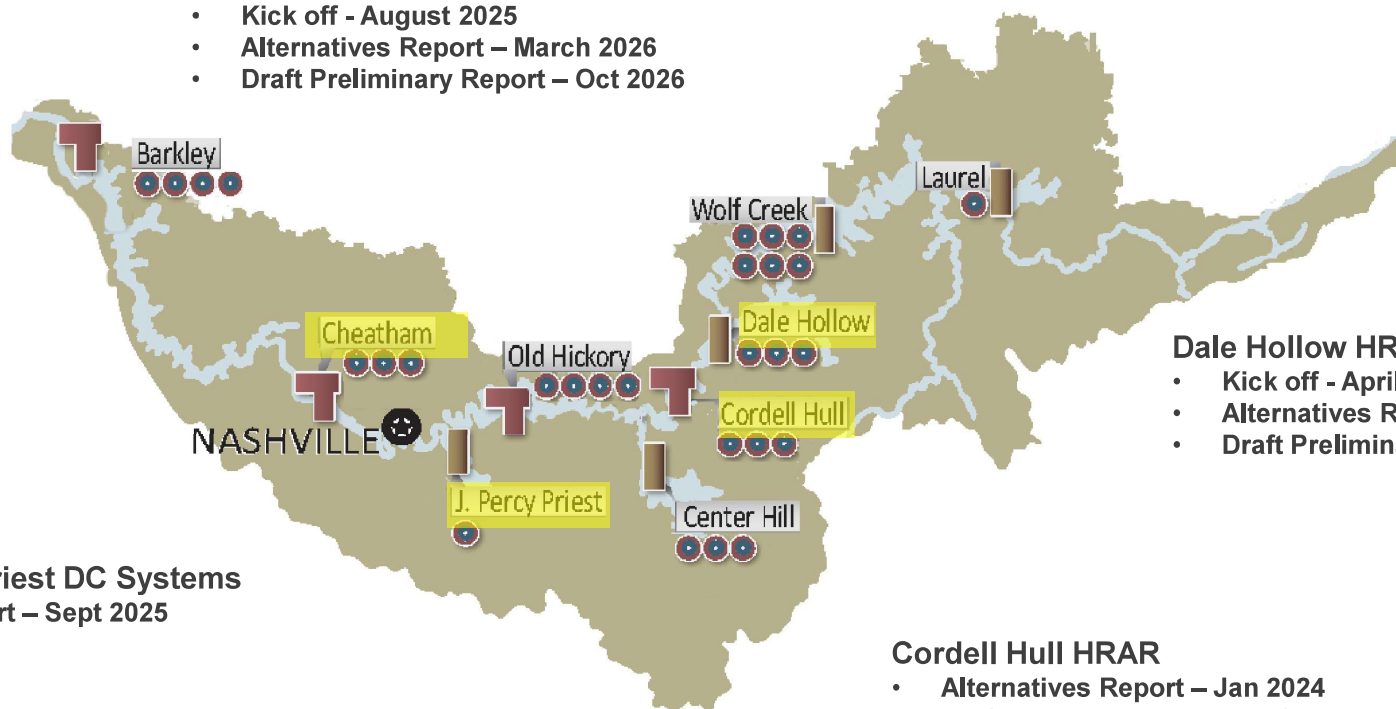 • Kick off - August 2025
• Alternatives Report – March 2026
• Draft Preliminary Report – Oct 2026
Barkley
Laurel
Wolf Creek
Cheatham
Dale Hollow
Old Hickory
Cordell Hull
NASHVILLE
J. Percy Priest
Center Hill
Dale Hollow HR
• Kick off - April
• Alternatives R
• Draft Prelimin
riest DC Systems
rt – Sept 2025
Cordell Hull HRAR
• Alternatives Report – Jan 2024